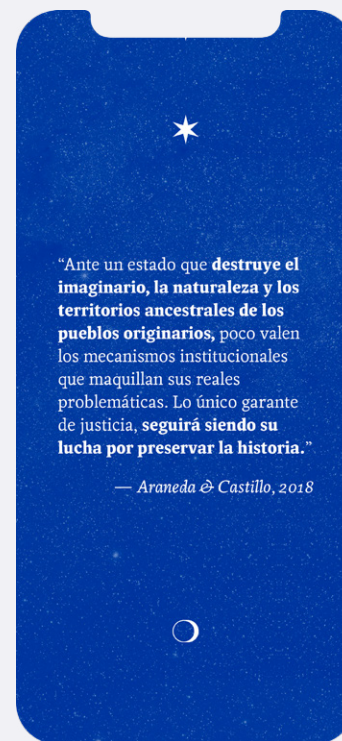 “Ante un estado que destruye el
imaginario, la naturaleza y los
territorios ancestrales de los
pueblos originarios, poco valen
los mecanismos institucionales
que maquillan sus reales
problemáticas. Lo único garante
de justicia, seguirá siendo su
lucha por preservar la historia.”
— Araneda & Castillo, 2018